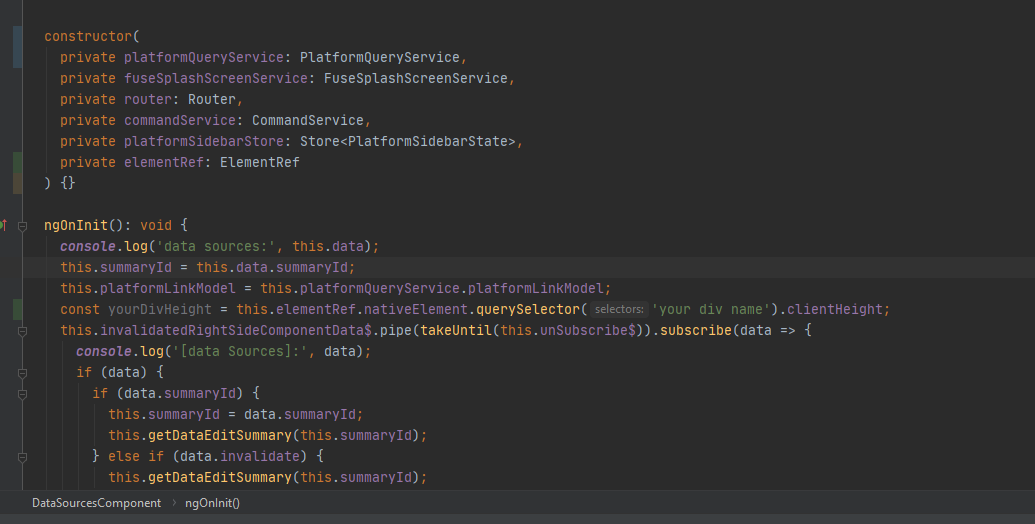 constructor(
  private platformQueryService: PlatformQueryService,
  private fuseSplashScreenService: FuseSplashScreenService,
  private router: Router,
  private commandService: CommandService,
  private platformSidebarStore: Store<PlatformSidebarState>,
  private elementRef: ElementRef
) {}
ngOnInit(): void {
  console.log('data sources:', this.data);
  this.summaryId = this.data.summaryId;
  this.platformLinkModel = this.platformQueryService.platformLinkModel;
  const yourDivHeight = this.elementRef.nativeElement.querySelector( selectors: 'your div name').clientHeight;
  this.invalidatedRightSideComponentData$.pipe(takeUntil(this.unSubscribe$)).subscribe(data => {
    console.log('[data Sources]:', data);
    if (data) {
      if (data.summaryId) {
        this.summaryId = data.summaryId;
        this.getDataEditSummary(this.summaryId);
      } else if (data.invalidate) {
        this.getDataEditSummary(this.summaryId);
DataSourcesComponent › ngOnInit()